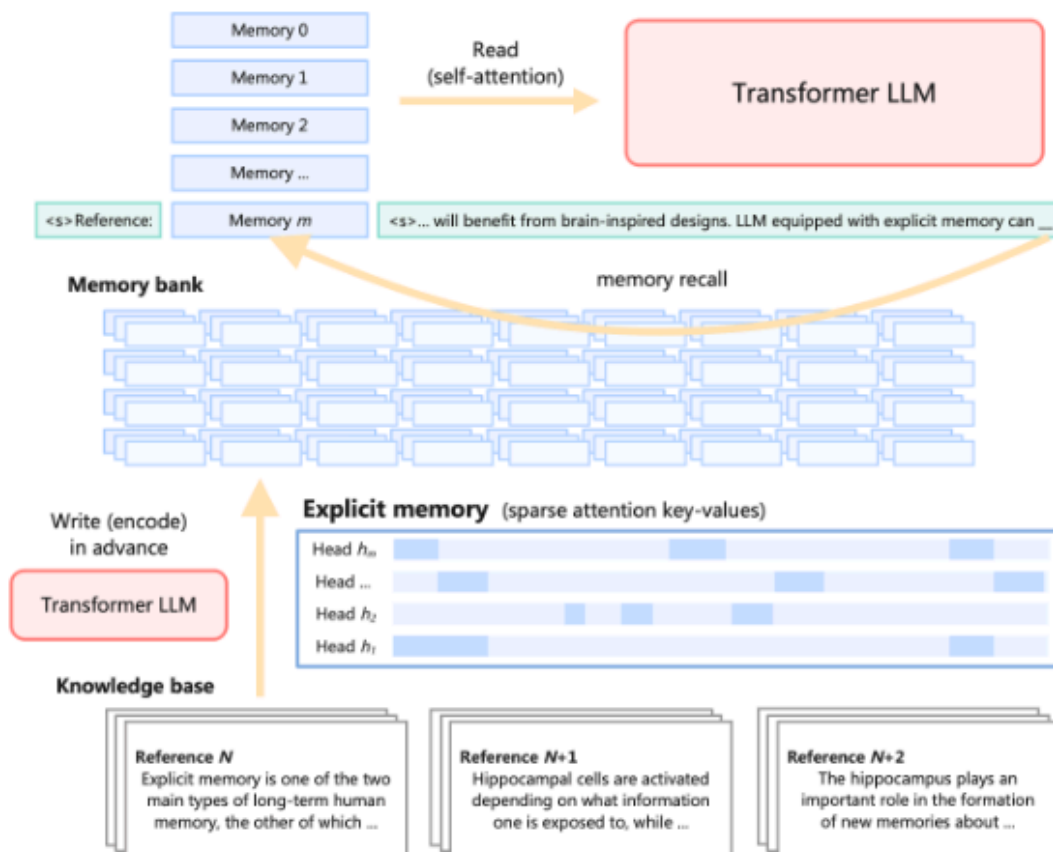 Memory 0
Memory 1
Memory 2
Memory ...
Read
(self-attention)
Transformer LLM
<s>Reference:
Memory m
<s>... will benefit from brain-inspired designs. LLM equipped with explicit memory can __
memory recall
Memory bank
Write (encode)
in advance
Transformer LLM
Explicit memory (sparse attention key-values)
Head hₘ
Head ...
Head h₂
Head h₁
Knowledge base
Reference N
Explicit memory is one of the two
main types of long-term human
memory, the other of which ...
Reference N+1
Hippocampal cells are activated
depending on what information
one is exposed to, while ...
Reference N+2
The hippocampus plays an
important role in the formation
of new memories about ...